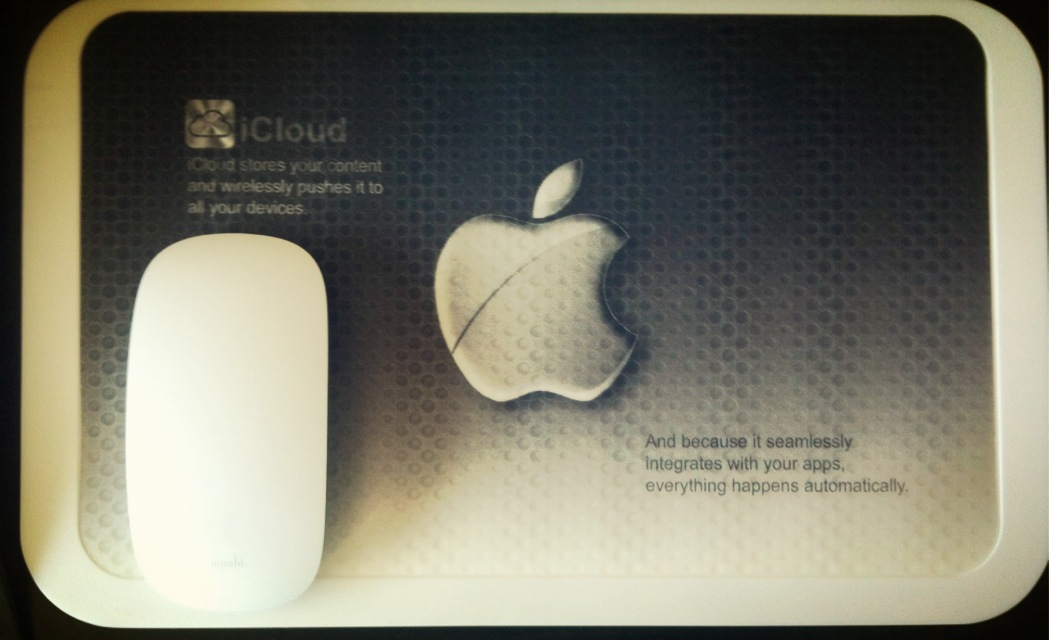 iCloud
iCloud stores your content
and wirelessly pushes it to
all your devices.
And because it seamlessly
Integrates with your apps,
everything happens automatically.
moshi